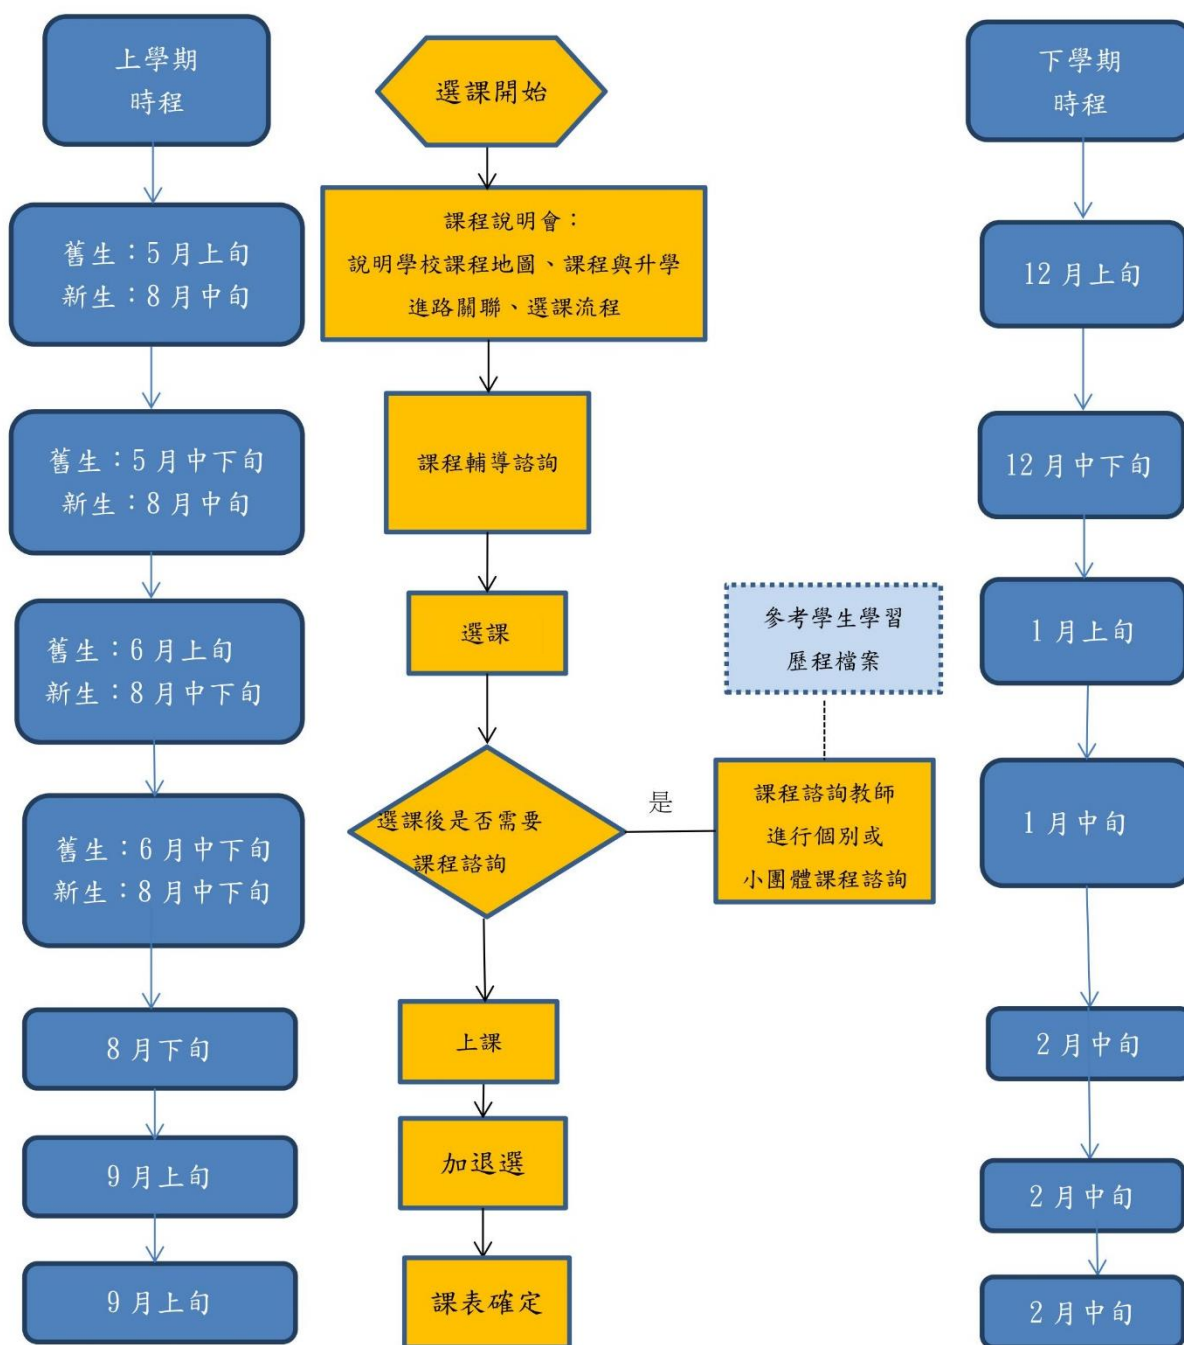 上學期
時程
選課開始
下學期
時程
舊生：5月上旬
新生：8月中旬
課程說明會：
說明學校課程地圖、課程與升學
進路關聯、選課流程
12月上旬
舊生：5月中下旬
新生：8月中旬
課程輔導諮詢
12月中下旬
舊生：6月上旬
新生：8月中下旬
選課
參考學生學習
歷程檔案
1月上旬
舊生：6月中下旬
新生：8月中下旬
選課後是否需要
課程諮詢
是
課程諮詢教師
進行個別或
小團體課程諮詢
1月中旬
8月下旬
上課
2月中旬
9月上旬
加退選
2月中旬
9月上旬
課表確定
2月中旬